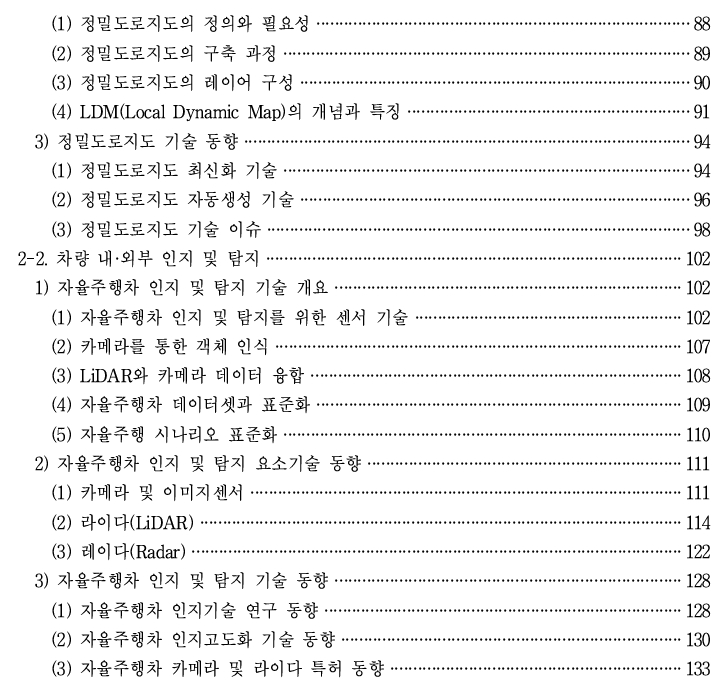 (1) 정밀도로지도의 정의와 필요성 ················ 88
(2) 정밀도로지도의 구축 과정 ················ 89
(3) 정밀도로지도의 레이어 구성 ················ 90
(4) LDM(Local Dynamic Map)의 개념과 특징 ················ 91
3) 정밀도로지도 기술 동향 ················ 94
(1) 정밀도로지도 최신화 기술 ················ 94
(2) 정밀도로지도 자동생성 기술 ················ 96
(3) 정밀도로지도 기술 이슈 ················ 98
2-2. 차량 내·외부 인지 및 탐지 ················ 102
1) 자율주행차 인지 및 탐지 기술 개요 ················ 102
(1) 자율주행차 인지 및 탐지를 위한 센서 기술 ················ 102
(2) 카메라를 통한 객체 인식 ················ 107
(3) LiDAR와 카메라 데이터 융합 ················ 108
(4) 자율주행차 데이터셋과 표준화 ················ 109
(5) 자율주행 시나리오 표준화 ················ 110
2) 자율주행차 인지 및 탐지 요소기술 동향 ················ 111
(1) 카메라 및 이미지센서 ················ 111
(2) 라이다(LiDAR) ················ 114
(3) 레이다(Radar) ················ 122
3) 자율주행차 인지 및 탐지 기술 동향 ················ 128
(1) 자율주행차 인지기술 연구 동향 ················ 128
(2) 자율주행차 인지고도화 기술 동향 ················ 130
(3) 자율주행차 카메라 및 라이다 특허 동향 ················ 133